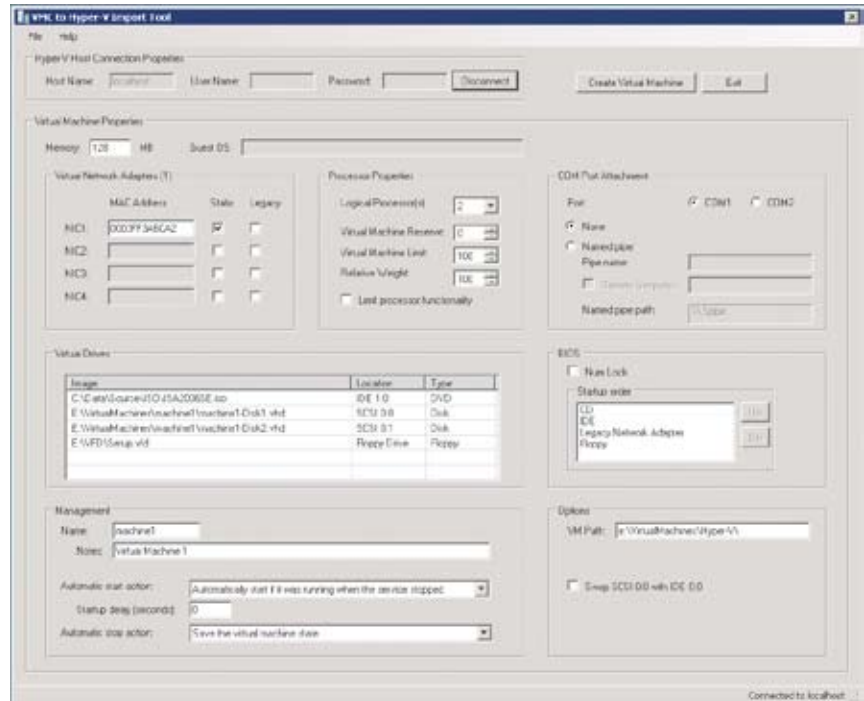 VMC to Hyper-V Import Tool
File Help
Hyper-V Host Connection Properties
Host Name: localhost User Name: Password: Disconnect
Create Virtual Machine Exit
Virtual Machine Properties
Memory: 128 MB Guest OS:
Virtual Network Adapters (1)
MAC Address Static Legacy
NIC1: 0003FF3A6CA2
NIC2:
NIC3:
NIC4:
Processor Properties
Logical Processor(s) 2
Virtual Machine Reserve: 0
Virtual Machine Limit: 100
Relative Weight: 100
Limit processor functionality
COM Port Attachment
Port: COM1 COM2
None
Named pipe
Pipe name:
Named pipe path: \\.\pipe
Virtual Drives
Image Location Type
IDE 1:0 DVD
E:\VirtualMachines\machine1\machine1-Disk1.vhd SCSI 0:0 Disk
E:\VirtualMachines\machine1\machine1-Disk2.vhd SCSI 0:1 Disk
E:\VFD\Setup.vfd Floppy Drive Floppy
BIOS
Num Lock
Startup order
CD
IDE
Legacy Network Adapter
Floppy
Management
Name: machine1
Notes: Virtual Machine 1
Automatic start action: Automatically start if it was running when the service stopped
Startup delay (seconds): 0
Automatic stop action: Save the virtual machine state
Options
VM Path: e:\VirtualMachines\Hyper-V\
Swap SCSI 0:0 with IDE 0:0
Connected to localhost